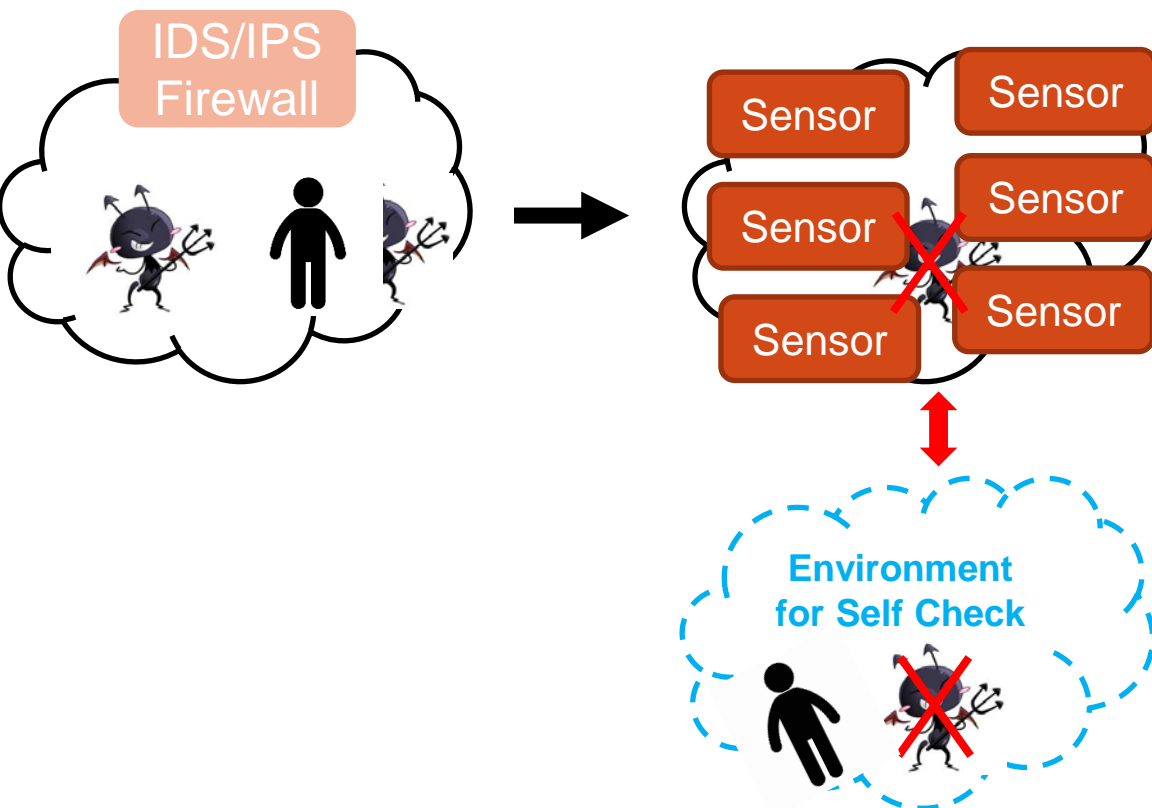 IDS/IPS
Firewall
Sensor
Sensor
Sensor
Sensor
Sensor
Sensor
Environment
for Self Check